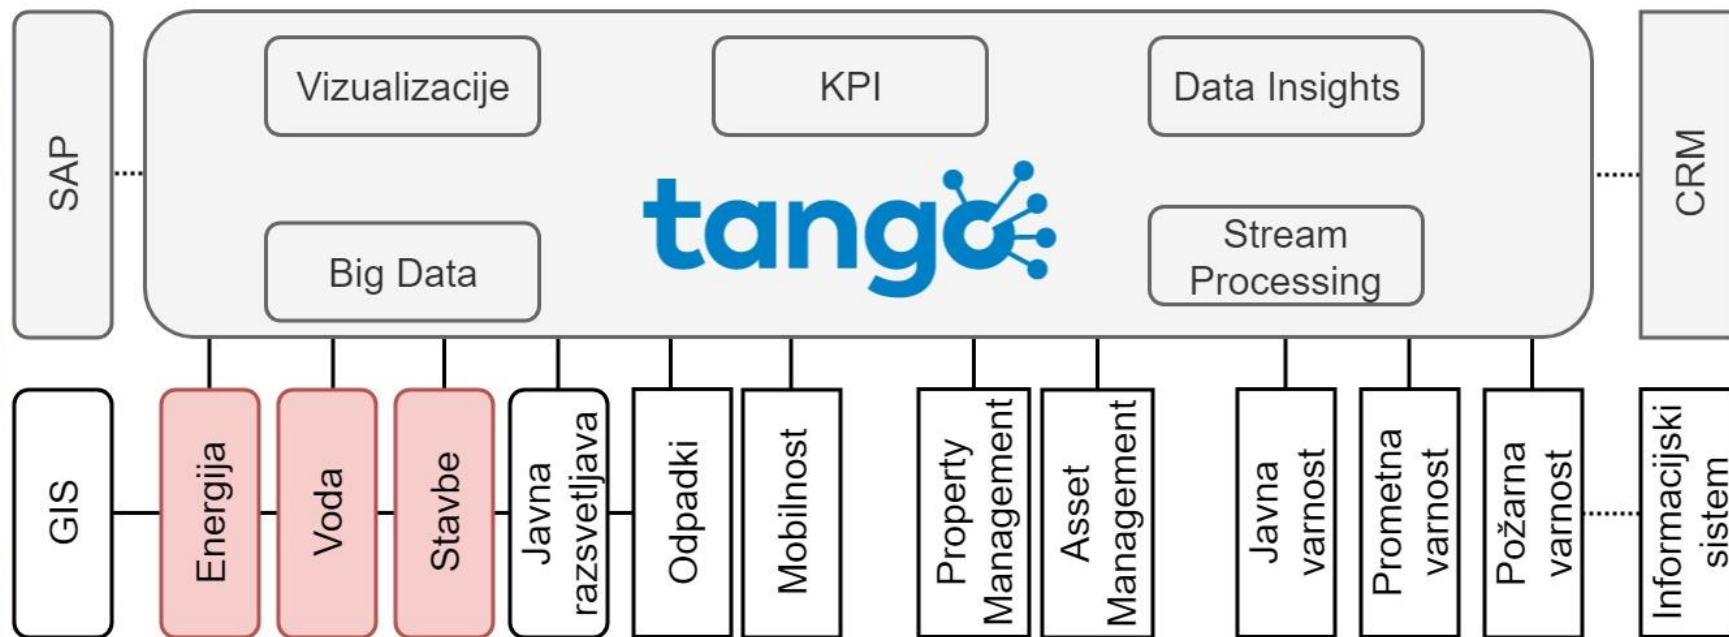 SAP
Vizualizacije
KPI
Data Insights
CRM
tango
Big Data
Stream
Processing
GIS
Energija
Voda
Stavbe
Javna
razsvetljava
Odpadki
Mobilnost
Property
Management
Asset
Management
Javna
varnost
Prometna
varnost
Požarna
varnost
Informacijski
sistem